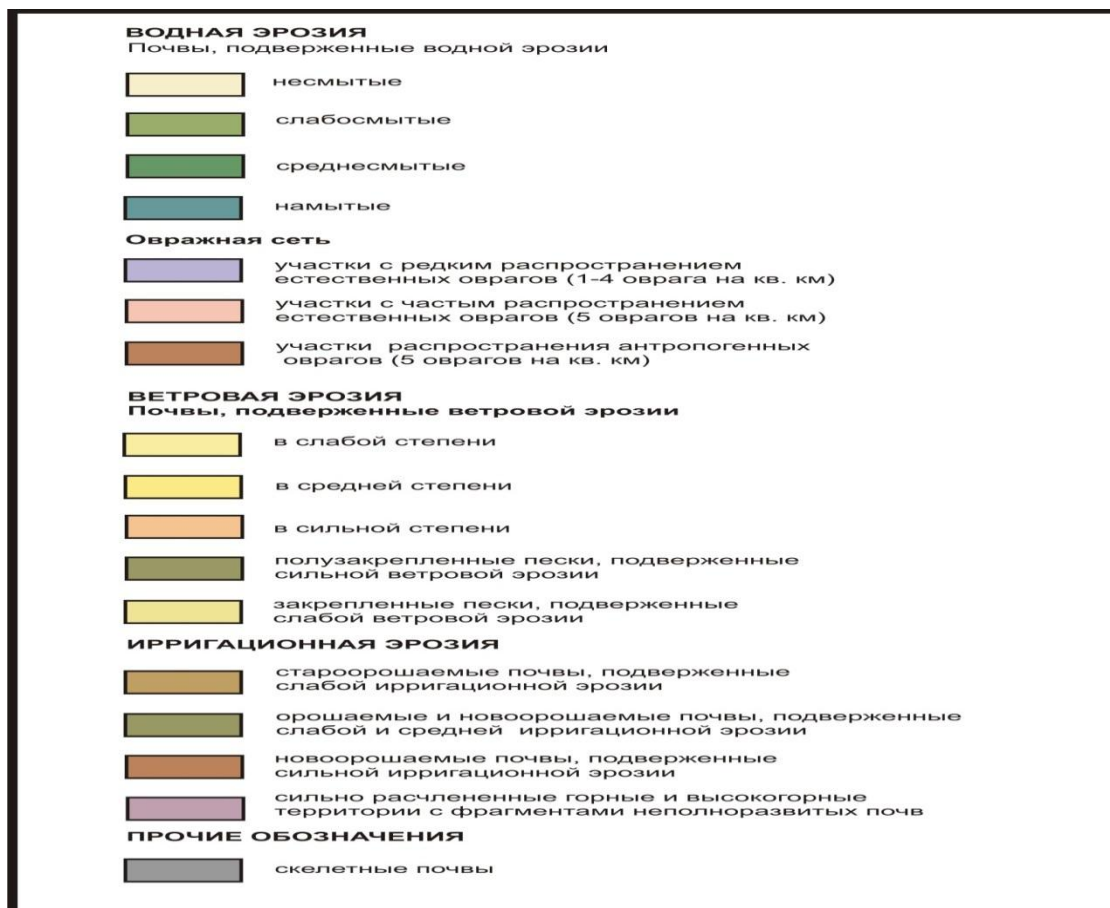 ВОДНАЯ ЭРОЗИЯ
Почвы, подверженные водной эрозии
несмытые
слабосмытые
среднесмытые
намытые
Овражная сеть
участки с редким распространением
естественных оврагов (1-4 оврага на кв. км)
участки с частым распространением
естественных оврагов (5 оврагов на кв. км)
участки распространения антропогенных
оврагов (5 оврагов на кв. км)
ВЕТРОВАЯ ЭРОЗИЯ
Почвы, подверженные ветровой эрозии
в слабой степени
в средней степени
в сильной степени
полузакрепленные пески, подверженные
сильной ветровой эрозии
закрепленные пески, подверженные
слабой ветровой эрозии
ИРРИГАЦИОННАЯ ЭРОЗИЯ
староорошаемые почвы, подверженные
слабой ирригационной эрозии
орошаемые и новоорошаемые почвы, подверженные
слабой и средней ирригационной эрозии
новоорошаемые почвы, подверженные
сильной ирригационной эрозии
сильно расчлененные горные и высокогорные
территории с фрагментами неполноразвитых почв
ПРОЧИЕ ОБОЗНАЧЕНИЯ
скелетные почвы